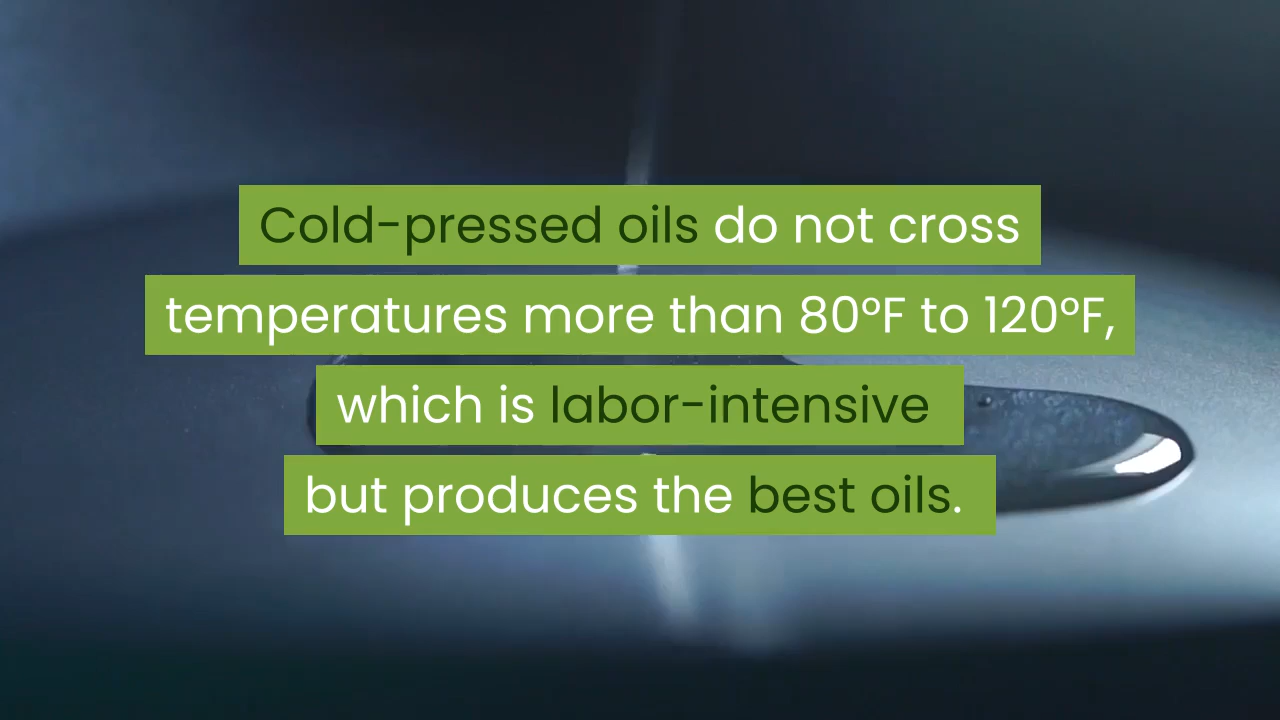 Cold-pressed oils do not cross
temperatures more than 80°F to 120°F,
which is labor-intensive
but produces the best oils.